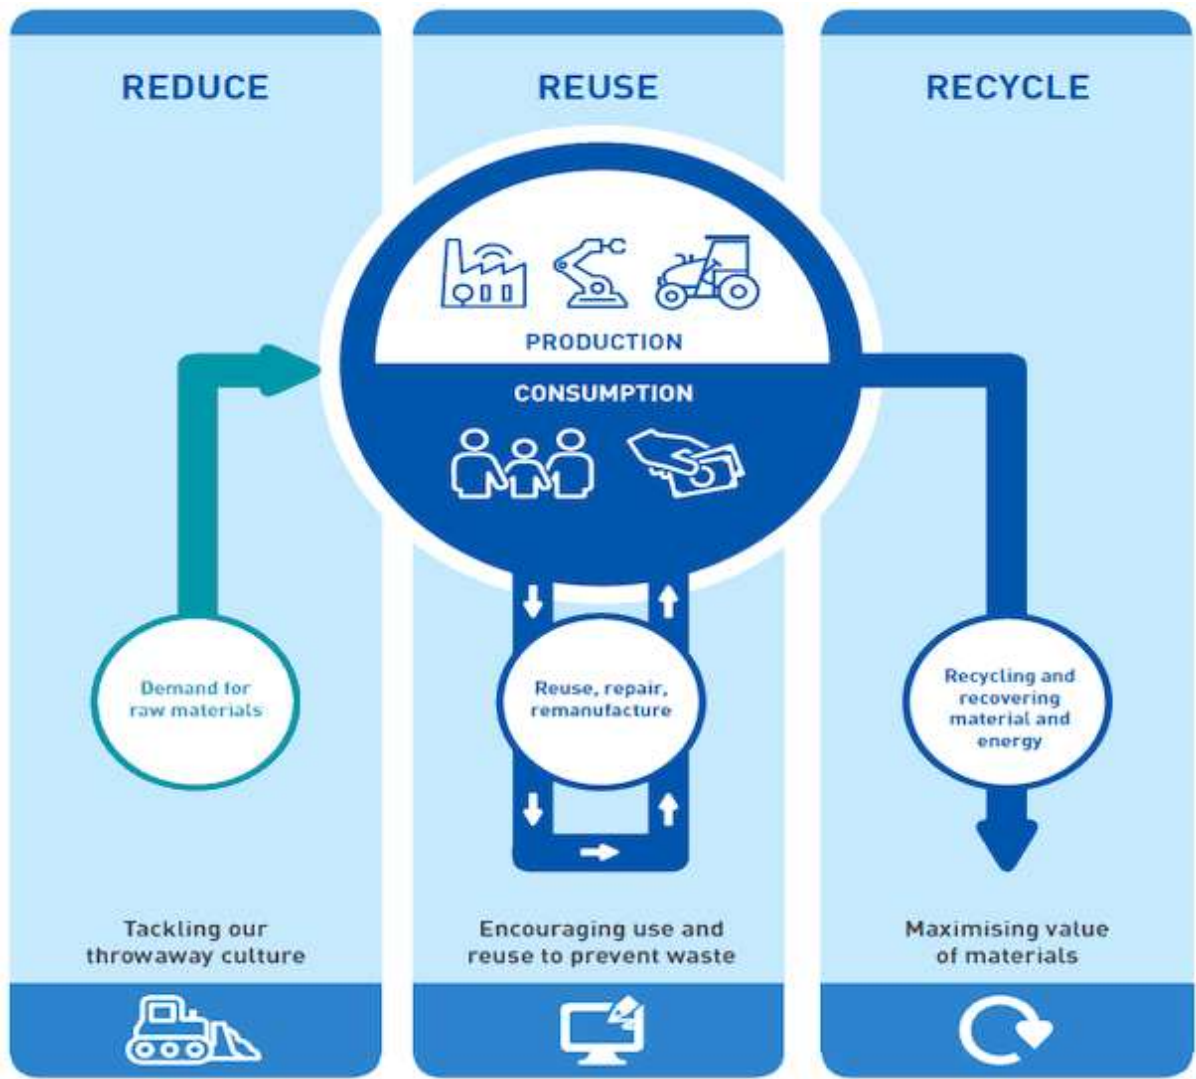 REDUCE
REUSE
RECYCLE
PRODUCTION
CONSUMPTION
Demand for
raw materials
Reuse, repair,
remanufacture
Recycling and
recovering
material and
energy
Tackling our
throwaway culture
Encouraging use and
reuse to prevent waste
Maximising value
of materials